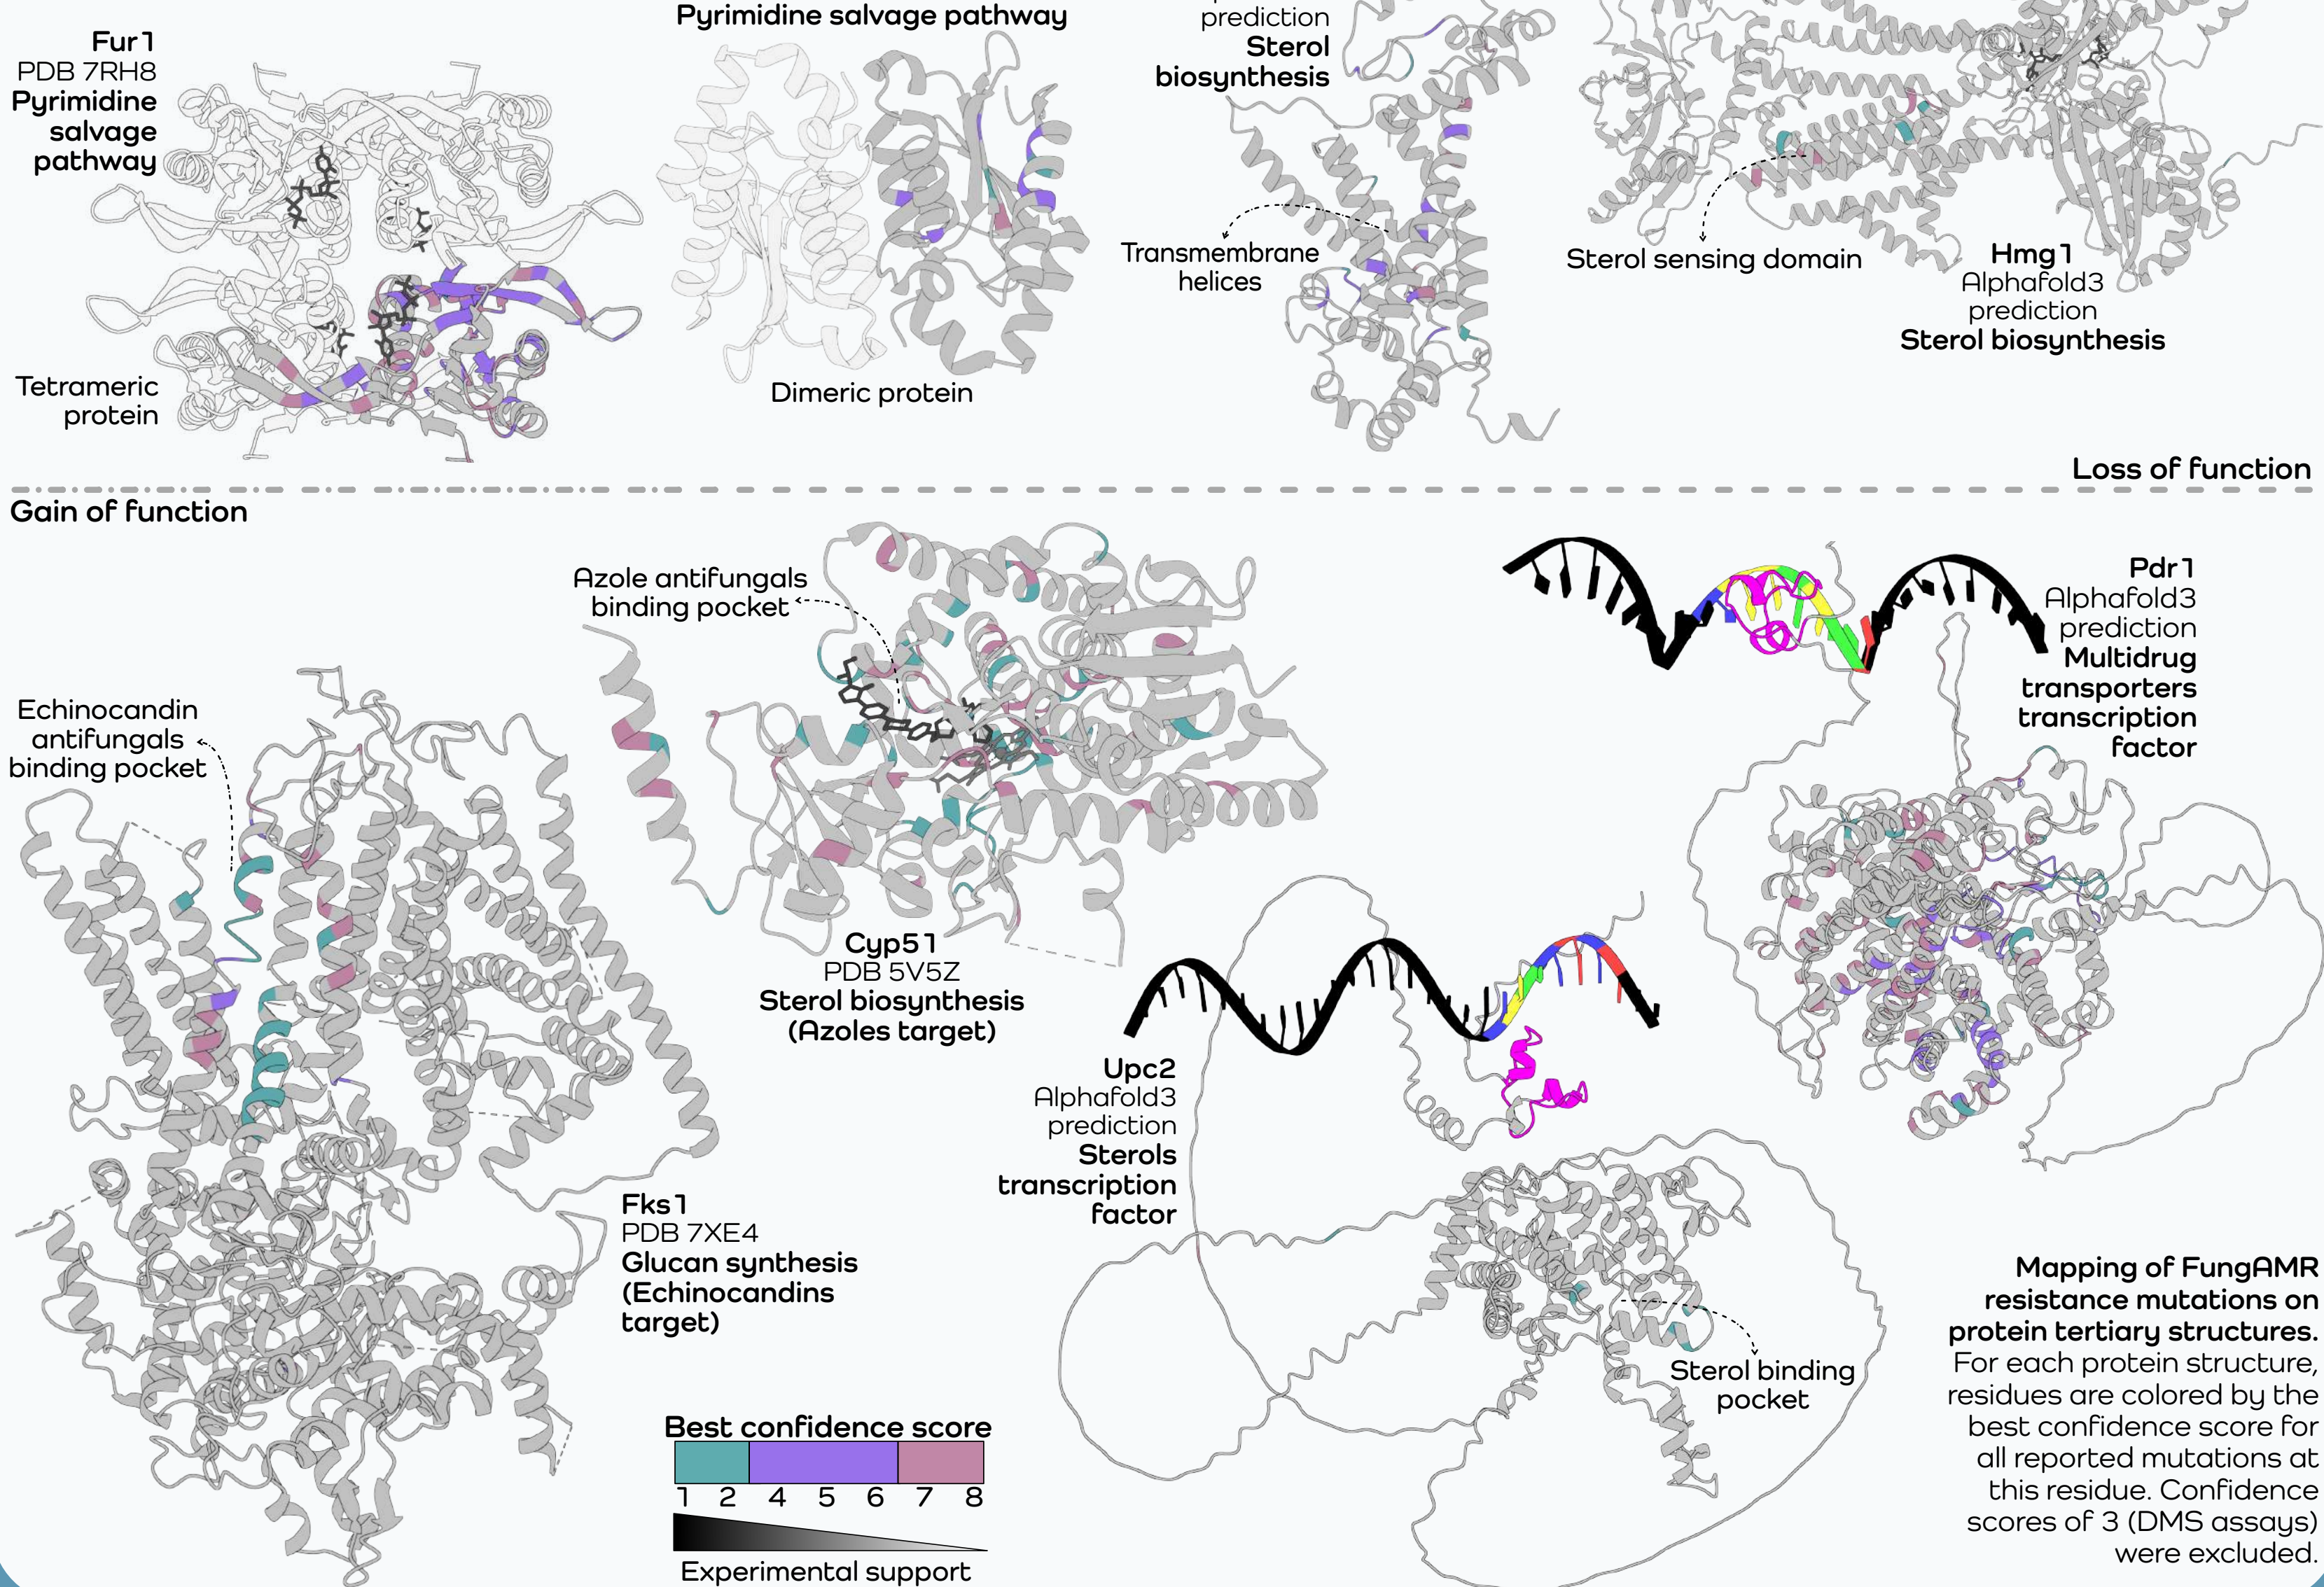 Fur1
PDB 7RH8
Pyrimidine
salvage
pathway
Tetrameric
protein
Pyrimidine salvage pathway
Dimeric protein
prediction
Sterol
biosynthesis
Transmembrane
helices
Sterol sensing domain
Hmg1
Alphafold3
prediction
Sterol biosynthesis
Loss of function
Gain of function
Echinocandin
antifungals
binding pocket
Fks1
PDB 7XE4
Glucan synthesis
(Echinocandins
target)
Azole antifungals
binding pocket
Cyp51
PDB 5V5Z
Sterol biosynthesis
(Azoles target)
Pdr1
Alphafold3
prediction
Multidrug
transporters
transcription
factor
Upc2
Alphafold3
prediction
Sterols
transcription
factor
Sterol binding
pocket
Best confidence score
1 2 4 5 6 7 8
Experimental support
Mapping of FungAMR
resistance mutations on
protein tertiary structures.
For each protein structure,
residues are colored by the
best confidence score for
all reported mutations at
this residue. Confidence
scores of 3 (DMS assays)
were excluded.